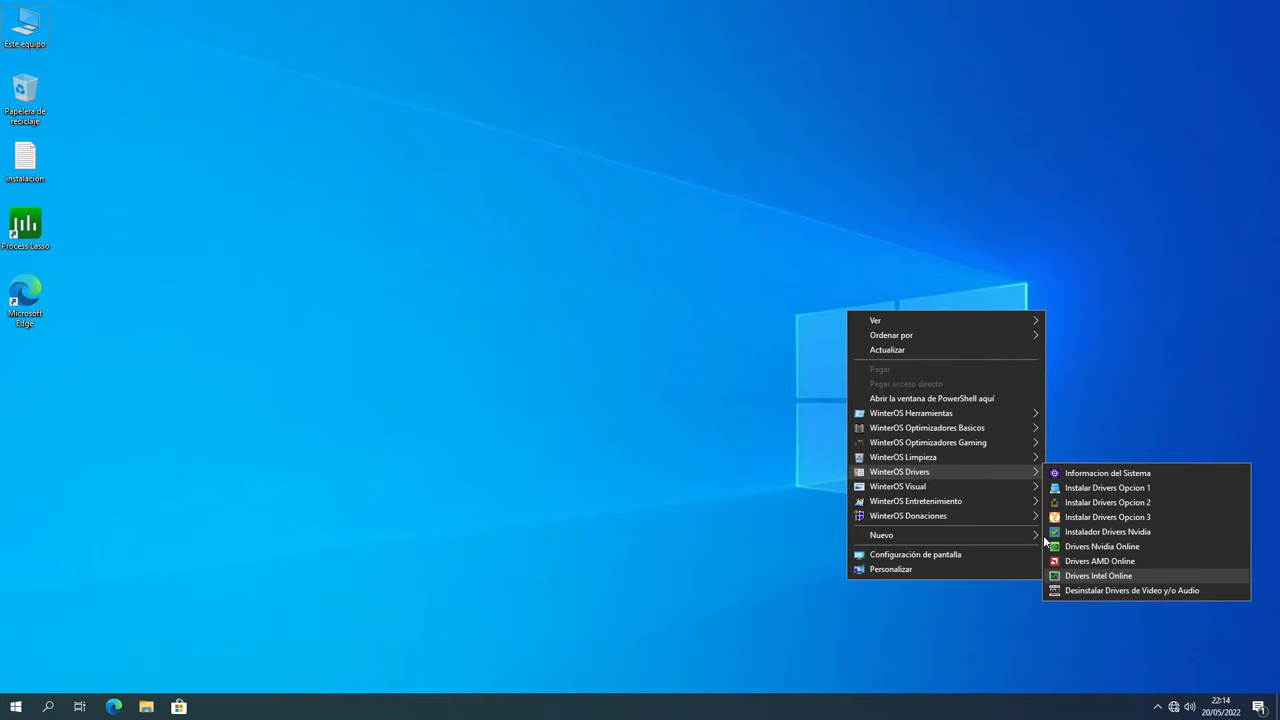 Este equipo
Papelera de
reciclaje
instalacion
Process Lasso
Microsoft
Edge
Ver
Ordenar por
Actualizar
Pegar
Pegar acceso directo
Abrir la ventana de PowerShell aquí
WinterOS Herramientas
WinterOS Optimizadores Basicos
WinterOS Optimizadores Gaming
WinterOS Limpieza
WinterOS Drivers
WinterOS Visual
WinterOS Entretenimiento
WinterOS Donaciones
Nuevo
Configuración de pantalla
Personalizar
Informacion del Sistema
Instalar Drivers Opcion 1
Instalar Drivers Opcion 2
Instalar Drivers Opcion 3
Instalador Drivers Nvidia
Drivers Nvidia Online
Drivers AMD Online
Drivers Intel Online
Desinstalar Drivers de Video y/o Audio
22:14
20/05/2022
1